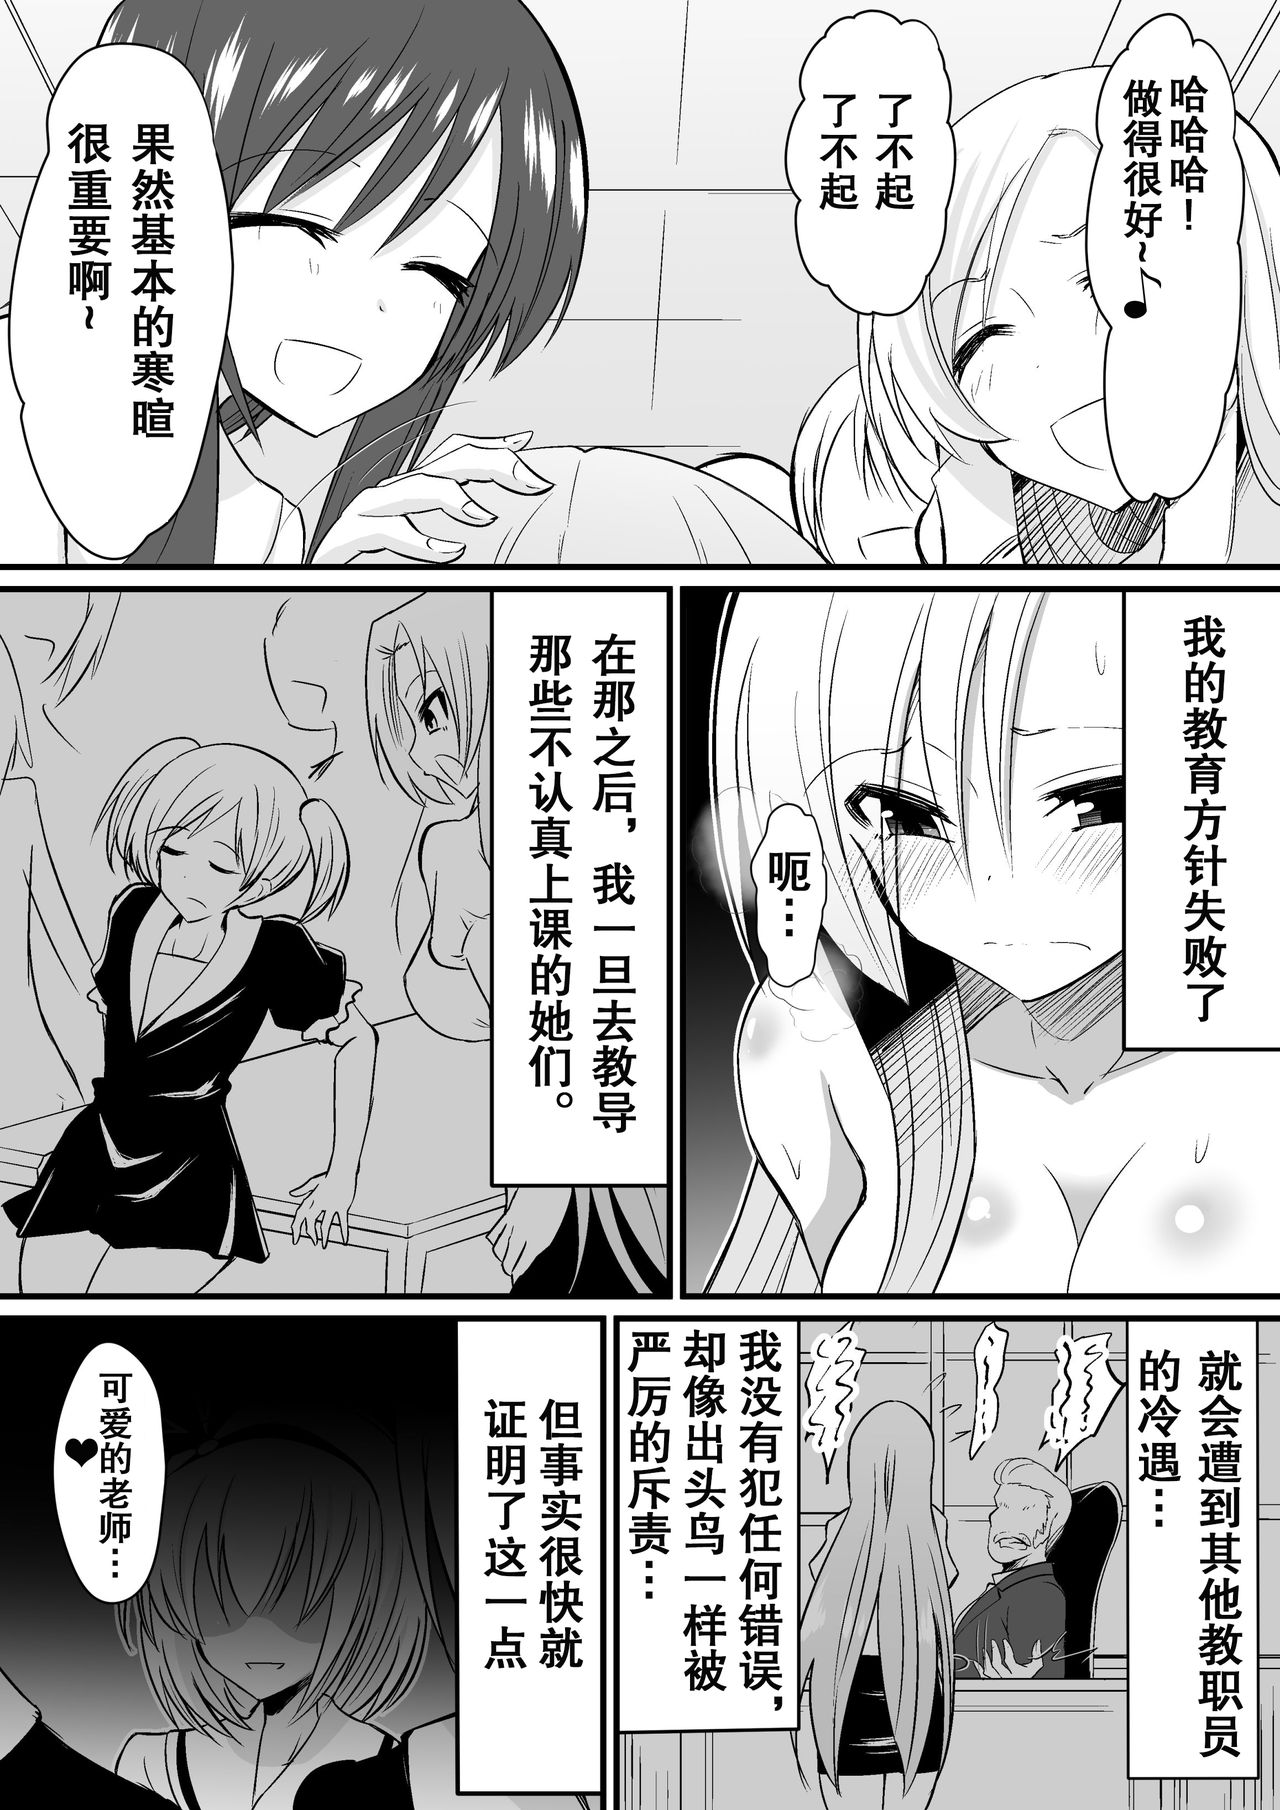 哈哈哈！
做得很好~♪
了不起
了不起
果然基本的寒暄
很重要啊~
我的教育方针失败了
呃…
在那之后，我一旦去教导
那些不认真上课的她们。
就会遭到其他教职员
的冷遇…
我没有犯任何错误，
却像出头鸟一样被
严厉的斥责…
但事实很快就
证明了这一点
可爱的老师…
♥